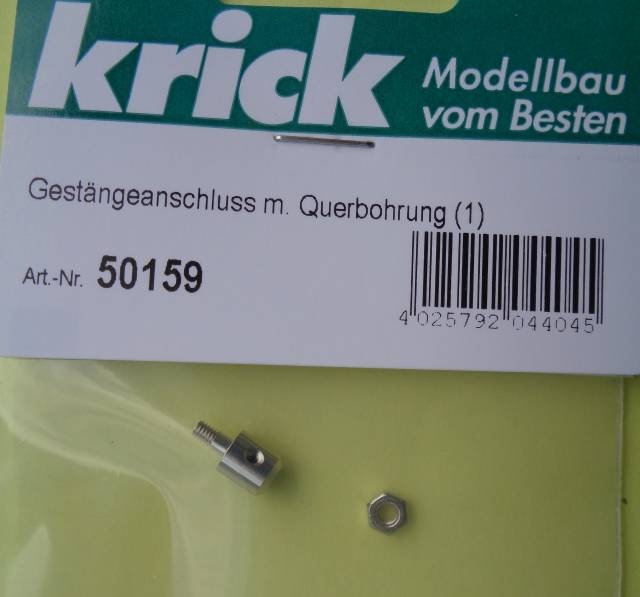 krick
Modellbau
vom Besten
Gestängeanschluss m. Querbohrung (1)
Art.-Nr. 50159
4 025792 044045